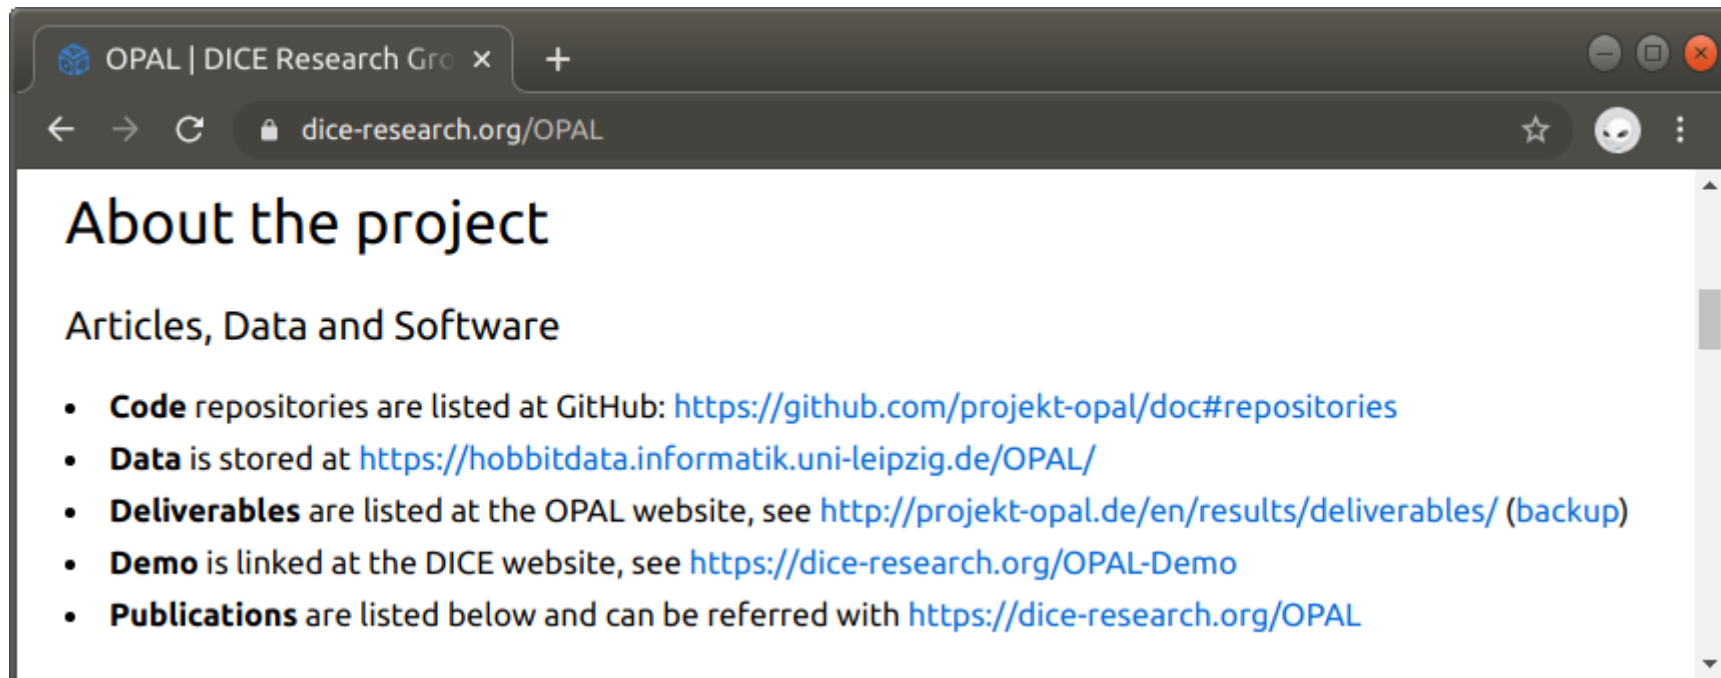 OPAL | DICE Research Gro
dice-research.org/OPAL
About the project
Articles, Data and Software
• Code repositories are listed at GitHub: https://github.com/projekt-opal/doc#repositories
• Data is stored at https://hobbitdata.informatik.uni-leipzig.de/OPAL/
• Deliverables are listed at the OPAL website, see http://projekt-opal.de/en/results/deliverables/ (backup)
• Demo is linked at the DICE website, see https://dice-research.org/OPAL-Demo
• Publications are listed below and can be referred with https://dice-research.org/OPAL